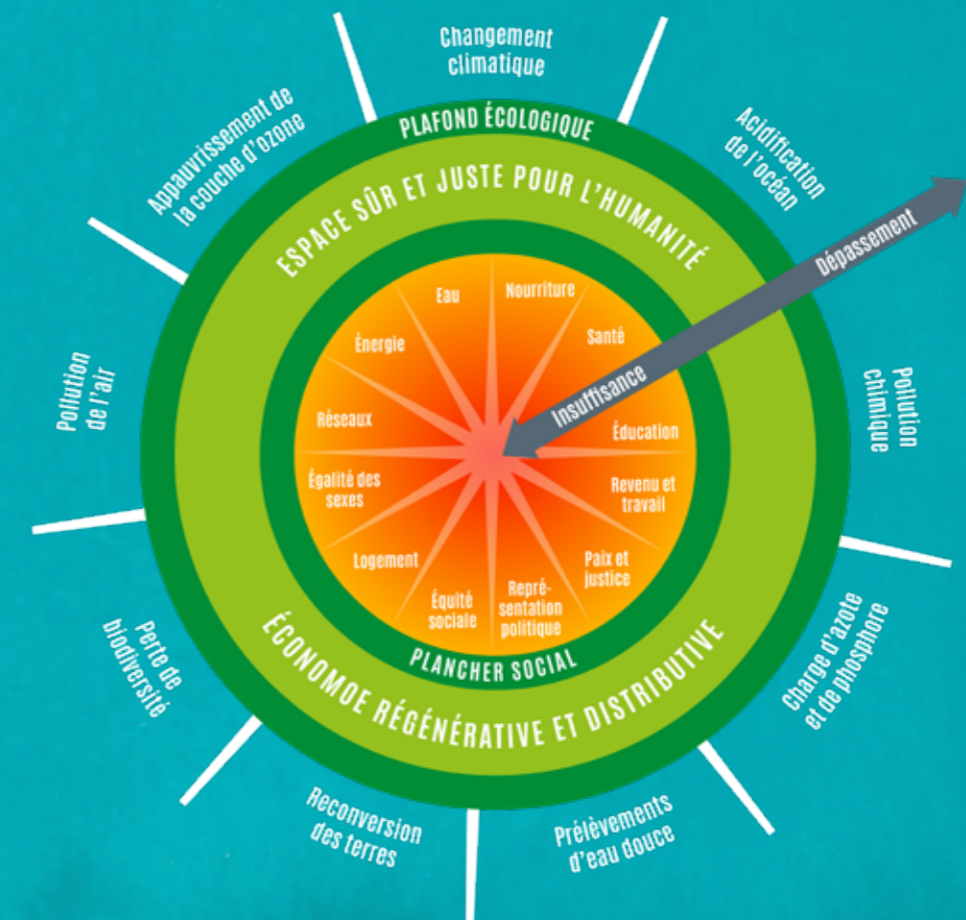 Changement
climatique
Acidification
de l'océan
Pollution
chimique
Charge d'azote
et de phosphore
Prélèvements
d'eau douce
Reconversion
des terres
Perte de
biodiversité
Pollution
de l'air
Appauvrissement de
la couche d'ozone
PLAFOND ÉCOLOGIQUE
ESPACE SÛR ET JUSTE POUR L'HUMANITÉ
Dépassement
Insuffisance
Eau
Nourriture
Santé
Éducation
Revenu et
travail
Paix et
justice
Repré-
sentation
politique
Équité
sociale
Logement
Égalité des
sexes
Réseaux
Énergie
PLANCHER SOCIAL
ÉCONOMOE RÉGÉNÉRATIVE ET DISTRIBUTIVE